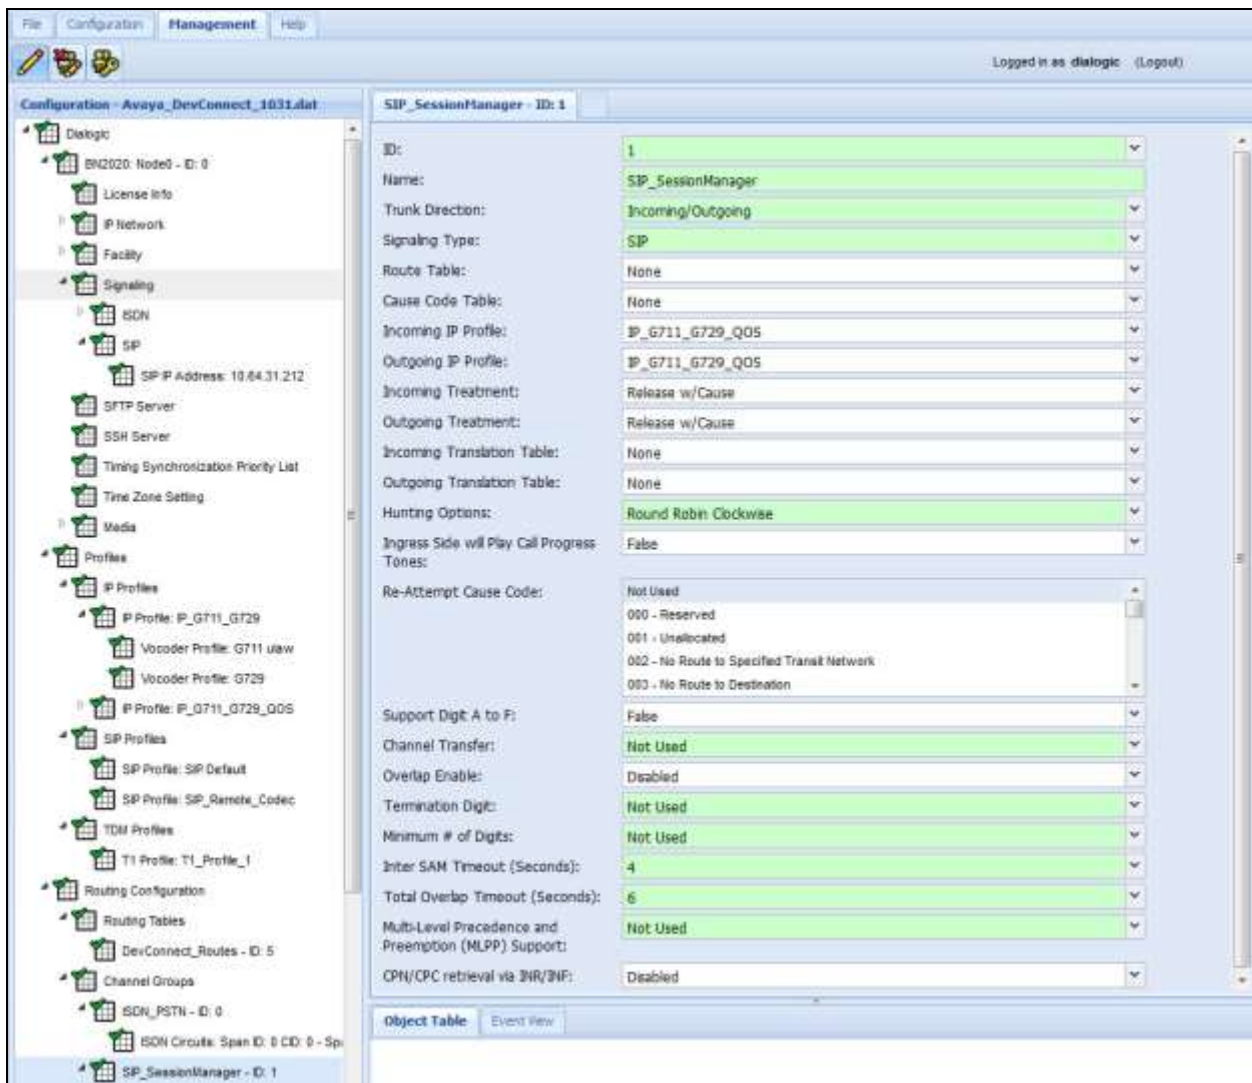 File Configuration Management Help
Logged in as dialogic (Logout)
Configuration - Avaya_DevConnect_1031.dat
Dialogic
BN2020: Node0 - ID: 0
License Info
IP Network
Facility
Signaling
ISDN
SIP
SIP IP Address: 10.64.31.212
SFTP Server
SSH Server
Timing Synchronization Priority List
Time Zone Setting
Media
Profiles
IP Profiles
IP Profile: IP_G711_G729
Vocoder Profile: G711 ulaw
Vocoder Profile: G729
IP Profile: IP_G711_G729_QOS
SIP Profiles
SIP Profile: SIP Default
SIP Profile: SIP_Remote_Codec
TDM Profiles
T1 Profile: T1_Profile_1
Routing Configuration
Routing Tables
DevConnect_Routes - ID: 5
Channel Groups
ISDN_PSTN - ID: 0
ISDN Circuits: Span ID: 0 CID: 0 - Sp
SIP_SessionManager - ID: 1
SIP_SessionManager - ID: 1
ID: 1
Name: SIP_SessionManager
Trunk Direction: Incoming/Outgoing
Signaling Type: SIP
Route Table: None
Cause Code Table: None
Incoming IP Profile: IP_G711_G729_QOS
Outgoing IP Profile: IP_G711_G729_QOS
Incoming Treatment: Release w/Cause
Outgoing Treatment: Release w/Cause
Incoming Translation Table: None
Outgoing Translation Table: None
Hunting Options: Round Robin Clockwise
Ingress Side will Play Call Progress Tones: False
Re-Attempt Cause Code: Not Used
000 - Reserved
001 - Unallocated
002 - No Route to Specified Transit Network
003 - No Route to Destination
Support Digit A to F: False
Channel Transfer: Not Used
Overlap Enable: Disabled
Termination Digit: Not Used
Minimum # of Digits: Not Used
Inter SAM Timeout (Seconds): 4
Total Overlap Timeout (Seconds): 6
Multi-Level Precedence and Preemption (MLPP) Support: Not Used
CPN/CPC retrieval via INR/INF: Disabled
Object Table Event View